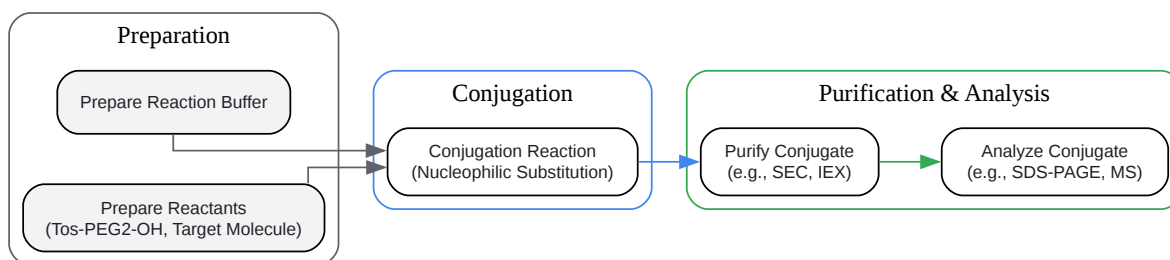 Preparation
Prepare Reaction Buffer
Prepare Reactants
(Tos-PEG2-OH, Target Molecule)
Conjugation
Conjugation Reaction
(Nucleophilic Substitution)
Purification & Analysis
Purify Conjugate
(e.g., SEC, IEX)
Analyze Conjugate
(e.g., SDS-PAGE, MS)